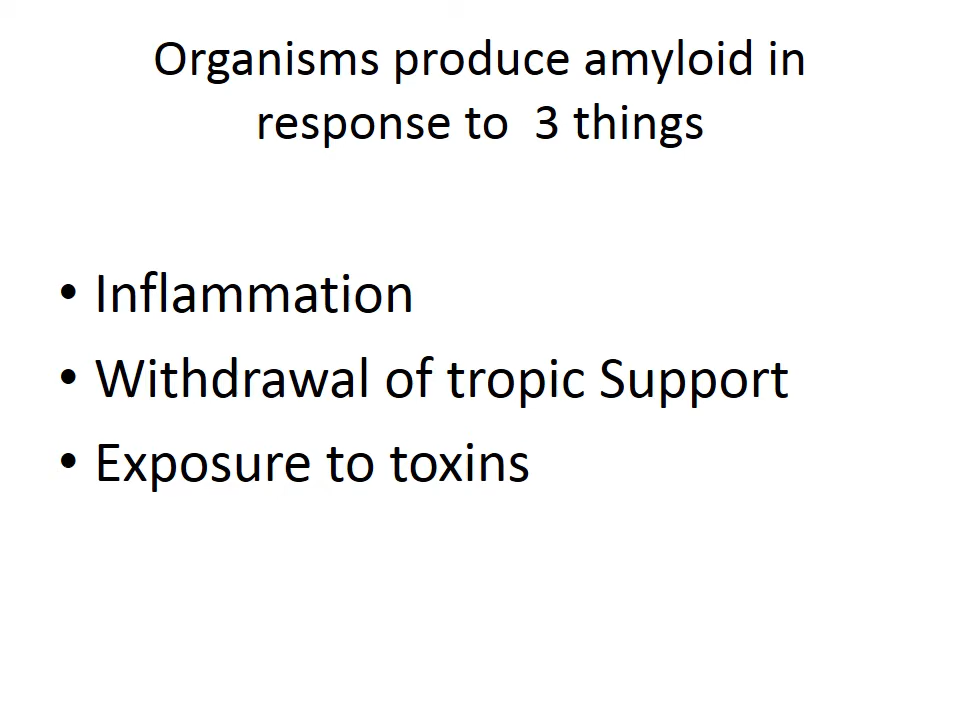 Organisms produce amyloid in
response to  3 things
• Inflammation
• Withdrawal of tropic Support
• Exposure to toxins